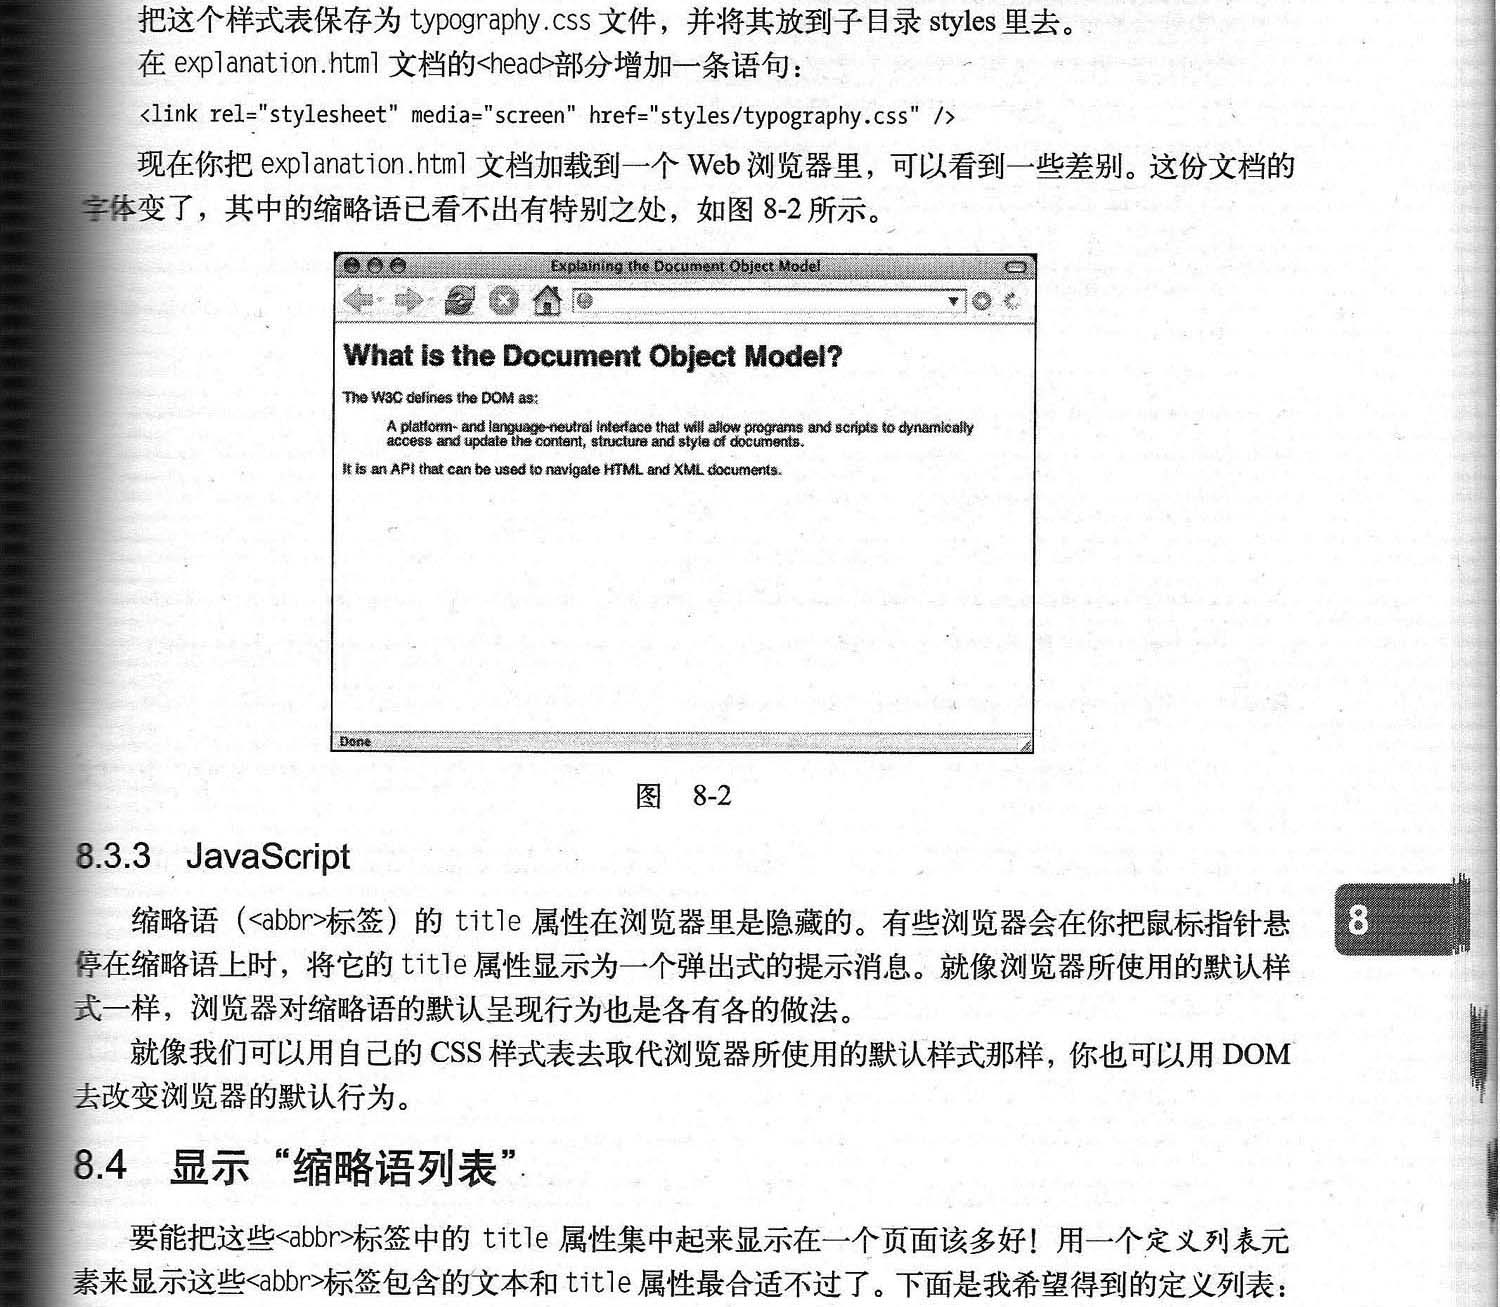 把这个样式表保存为 typography.css 文件，并将其放到子目录 styles 里去。
在 explanation.html 文档的<head>部分增加一条语句：
<link rel="stylesheet" media="screen" href="styles/typography.css" />
现在你把 explanation.html 文档加载到一个 Web 浏览器里，可以看到一些差别。这份文档的
字体变了，其中的缩略语已看不出有特别之处，如图 8-2 所示。
Explaining the Document Object Model
What is the Document Object Model?
The W3C defines the DOM as:
A platform- and language-neutral interface that will allow programs and scripts to dynamically
access and update the content, structure and style of documents.
It is an API that can be used to navigate HTML and XML documents.
Done
图 8-2
8.3.3 JavaScript
缩略语（<abbr>标签）的 title 属性在浏览器里是隐藏的。有些浏览器会在你把鼠标指针悬
停在缩略语上时，将它的 title 属性显示为一个弹出式的提示消息。就像浏览器所使用的默认样
式一样，浏览器对缩略语的默认呈现行为也是各有各的做法。
8
就像我们可以用自己的 CSS 样式表去取代浏览器所使用的默认样式那样，你也可以用 DOM
去改变浏览器的默认行为。
8.4 显示“缩略语列表”
要能把这些<abbr>标签中的 title 属性集中起来显示在一个页面该多好！用一个定义列表元
素来显示这些<abbr>标签包含的文本和 title 属性最合适不过了。下面是我希望得到的定义列表：